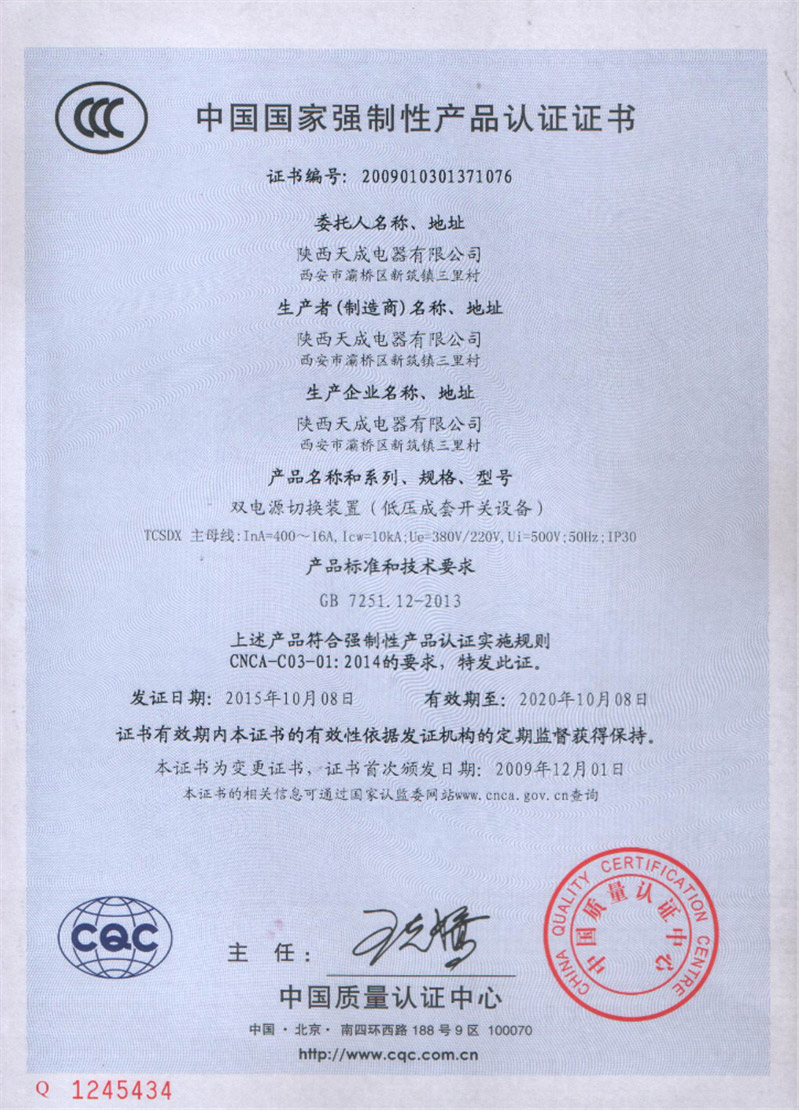 中国国家强制性产品认证证书
证书编号: 2009010301371076
委托人名称、地址
陕西天成电器有限公司
西安市灞桥区新筑镇三里村
生产者(制造商)名称、地址
陕西天成电器有限公司
西安市灞桥区新筑镇三里村
生产企业名称、地址
陕西天成电器有限公司
西安市灞桥区新筑镇三里村
产品名称和系列、规格、型号
双电源切换装置(低压成套开关设备)
TCSDX 主母线:InA=400～16A,Icw=10kA;Ue=380V/220V,Ui=500V;50Hz;IP30
产品标准和技术要求
GB 7251.12-2013
上述产品符合强制性产品认证实施规则
CNCA-C03-01:2014的要求，特发此证。
发证日期: 2015年10月08日 有效期至: 2020年10月08日
证书有效期内本证书的有效性依据发证机构的定期监督获得保持。
本证书为变更证书，证书首次颁发日期: 2009年12月01日
本证书的相关信息可通过国家认监委网站www.cnca.gov.cn查询
CQC
主 任:
CHINA QUALITY CERTIFICATION CENTRE
中国质量认证中心
中国质量认证中心
中国·北京· 南四环西路 188 号 9 区 100070
http://www.cqc.com.cn
Q 1245434